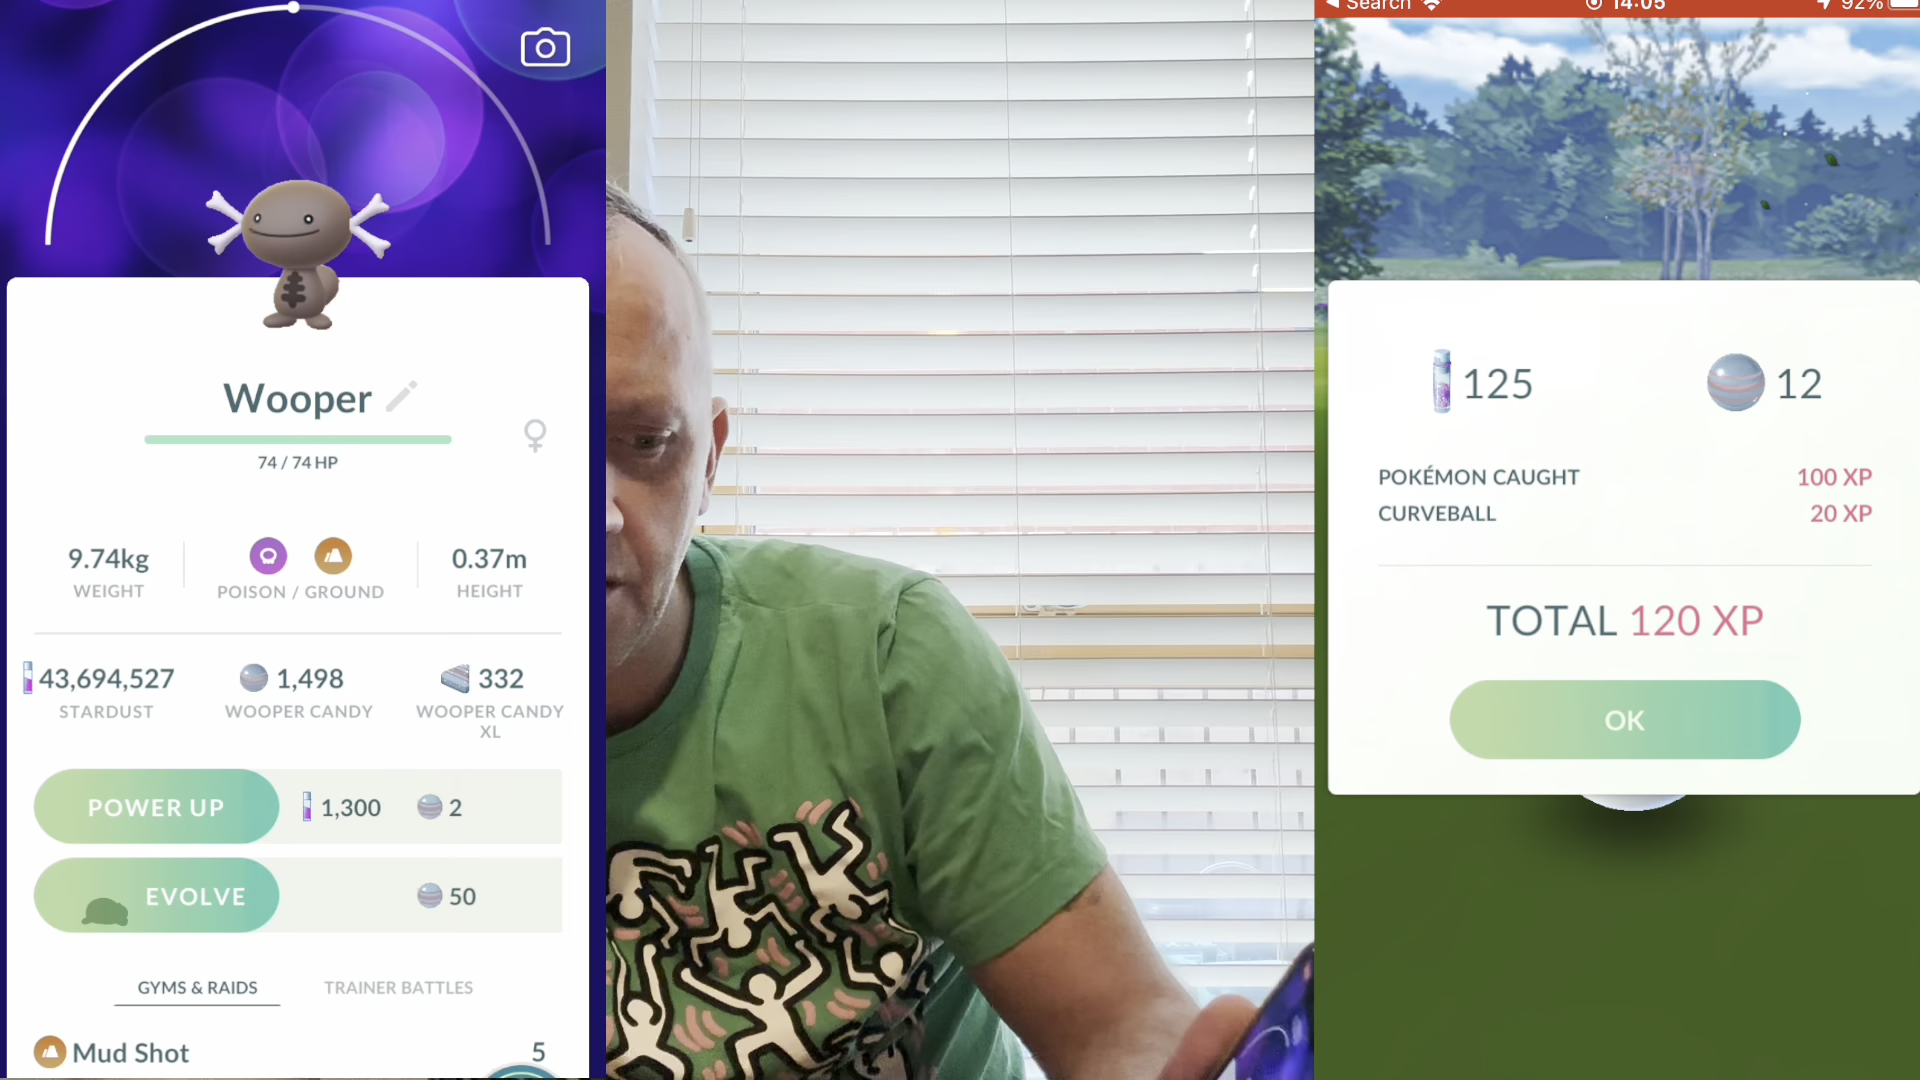 Wooper
74 / 74 HP
9.74kg
WEIGHT
POISON / GROUND
0.37m
HEIGHT
43,694,527
STARDUST
1,498
WOOPER CANDY
332
WOOPER CANDY
XL
POWER UP
1,300
2
EVOLVE
50
GYMS & RAIDS
TRAINER BATTLES
Mud Shot
5
Search
14:05
92%
125
12
POKÉMON CAUGHT
100 XP
CURVEBALL
20 XP
TOTAL 120 XP
OK